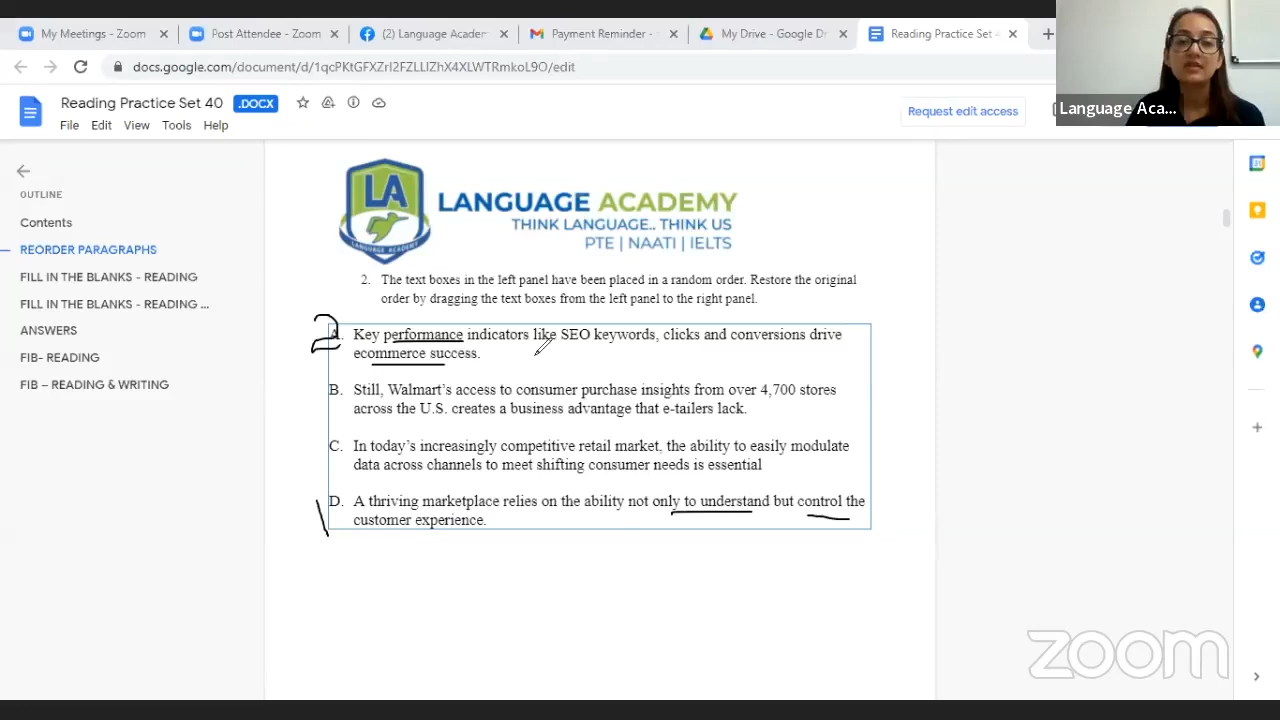 My Meetings - Zoom
Post Attendee - Zoom
(2) Language Academ
Payment Reminder -
My Drive - Google Dr
Reading Practice Set 4
docs.google.com/document/d/1qcPKtGFXZrI2FZLLlZhX4XLWTRmkoL9O/edit
Reading Practice Set 40
.DOCX
File Edit View Tools Help
Request edit access
Language Aca...
OUTLINE
Contents
REORDER PARAGRAPHS
FILL IN THE BLANKS - READING
FILL IN THE BLANKS - READING ...
ANSWERS
FIB- READING
FIB – READING & WRITING
LA
LANGUAGE ACADEMY
LANGUAGE ACADEMY
THINK LANGUAGE.. THINK US
PTE | NAATI | IELTS
2. The text boxes in the left panel have been placed in a random order. Restore the original
order by dragging the text boxes from the left panel to the right panel.
2
A. Key performance indicators like SEO keywords, clicks and conversions drive
ecommerce success.
B. Still, Walmart’s access to consumer purchase insights from over 4,700 stores
across the U.S. creates a business advantage that e-tailers lack.
C. In today’s increasingly competitive retail market, the ability to easily modulate
data across channels to meet shifting consumer needs is essential
1
D. A thriving marketplace relies on the ability not only to understand but control the
customer experience.
zoom